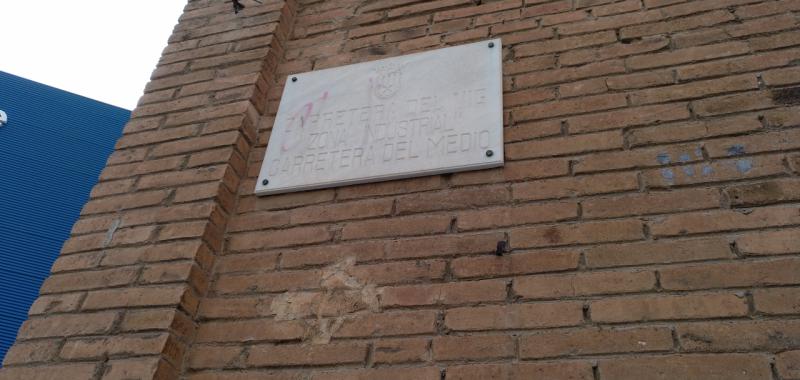 CARRETERA DEL MIG
ZONA INDUSTRIAL
CARRETERA DEL MEDIO